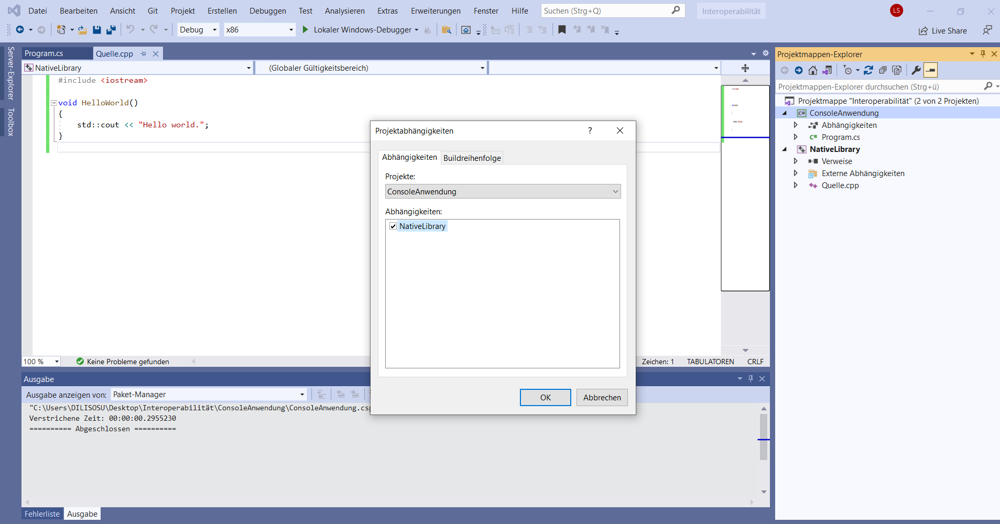 Datei Bearbeiten Ansicht Git Projekt Erstellen Debuggen Test Analysieren Extras Erweiterungen Fenster Hilfe Suchen (Strg+Q) Interoperabilität LS
Debug x86 Lokaler Windows-Debugger Live Share
Server-Explorer
Toolbox
Program.cs Quelle.cpp
NativeLibrary (Globaler Gültigkeitsbereich)
#include <iostream>
void HelloWorld()
{
std::cout << "Hello world.";
}
100 % Keine Probleme gefunden Zeichen: 1 TABULATOREN CRLF
Projektabhängigkeiten ?
Abhängigkeiten Buildreihenfolge
Projekte:
ConsoleAnwendung
Abhängigkeiten:
NativeLibrary
OK Abbrechen
Ausgabe
Ausgabe anzeigen von: Paket-Manager
"C:\Users\DILISOSU\Desktop\Interoperabilität\ConsoleAnwendung\ConsoleAnwendung.csp
Verstrichene Zeit: 00:00:00.2955230
========== Abgeschlossen ==========
Fehlerliste Ausgabe
Projektmappen-Explorer
Projektmappen-Explorer durchsuchen (Strg+ü)
Projektmappe "Interoperabilität" (2 von 2 Projekten)
C# ConsoleAnwendung
Abhängigkeiten
C# Program.cs
NativeLibrary
Verweise
Externe Abhängigkeiten
Quelle.cpp